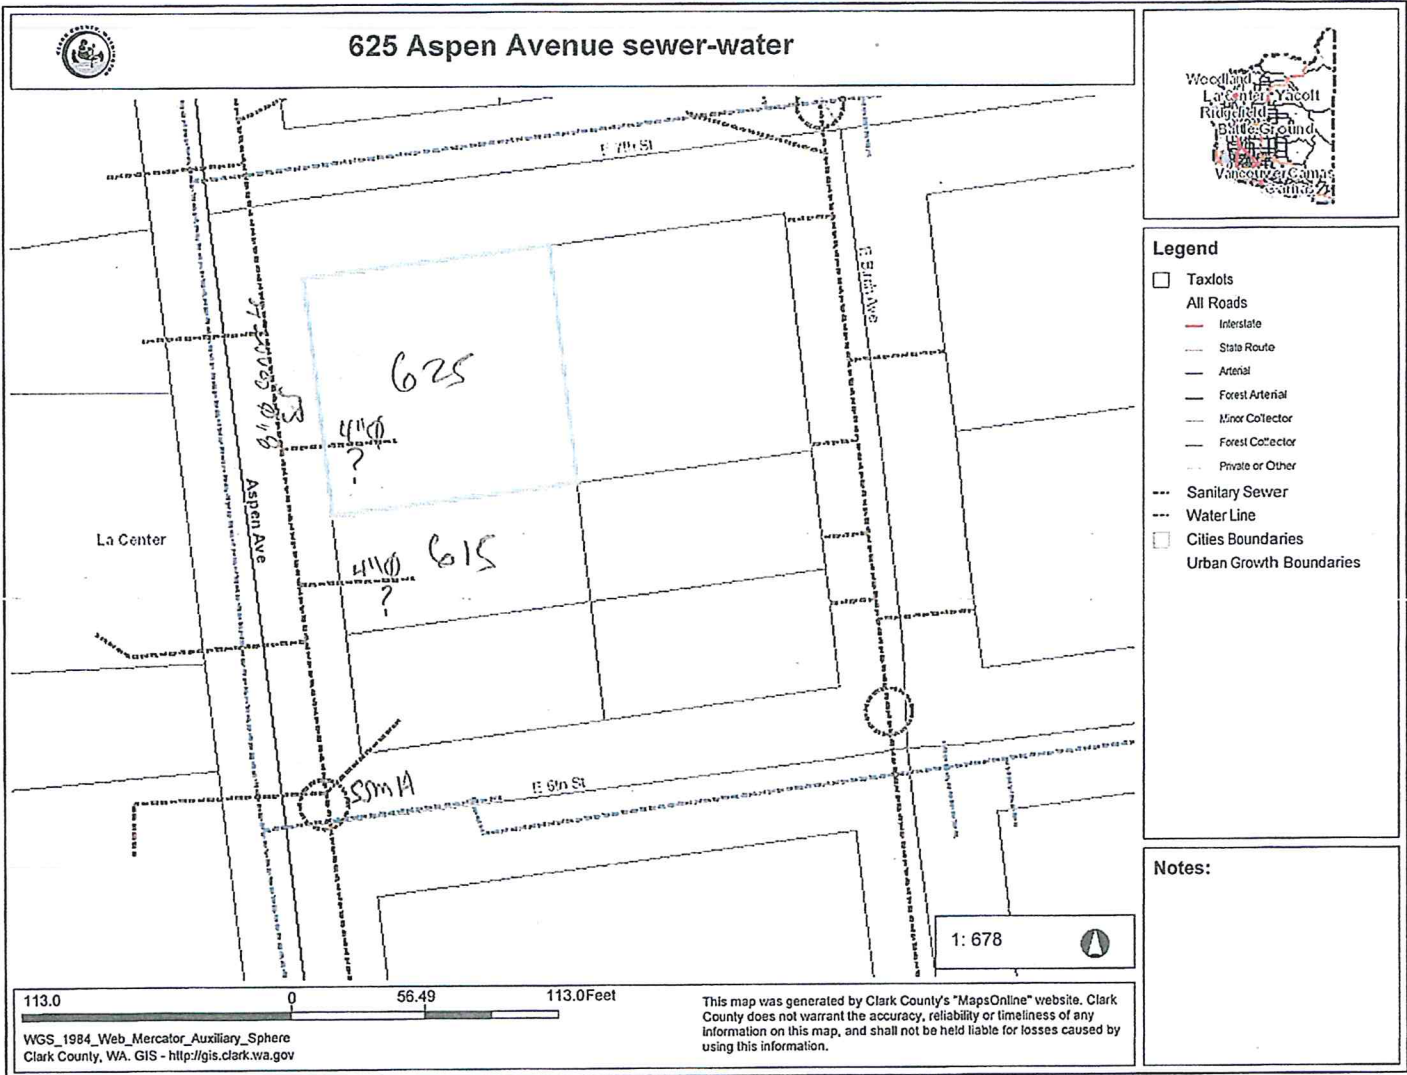 625 Aspen Avenue sewer-water
Woodland
La Center Yacolt
Ridgefield
Battle Ground
Vancouver Camas
Camas
E 7th St
E Birch Ave
8"Ø Concrete
SS
625
4"Ø
?
Aspen Ave
La Center
615
4"Ø
?
SSMH
E 6th St
1: 678
Legend
Taxlots
All Roads
Interstate
State Route
Arterial
Forest Arterial
Minor Collector
Forest Collector
Private or Other
Sanitary Sewer
Water Line
Cities Boundaries
Urban Growth Boundaries
Notes:
113.0 0 56.49 113.0Feet
WGS_1984_Web_Mercator_Auxiliary_Sphere
Clark County, WA. GIS - http://gis.clark.wa.gov
This map was generated by Clark County's "MapsOnline" website. Clark
County does not warrant the accuracy, reliability or timeliness of any
information on this map, and shall not be held liable for losses caused by
using this information.